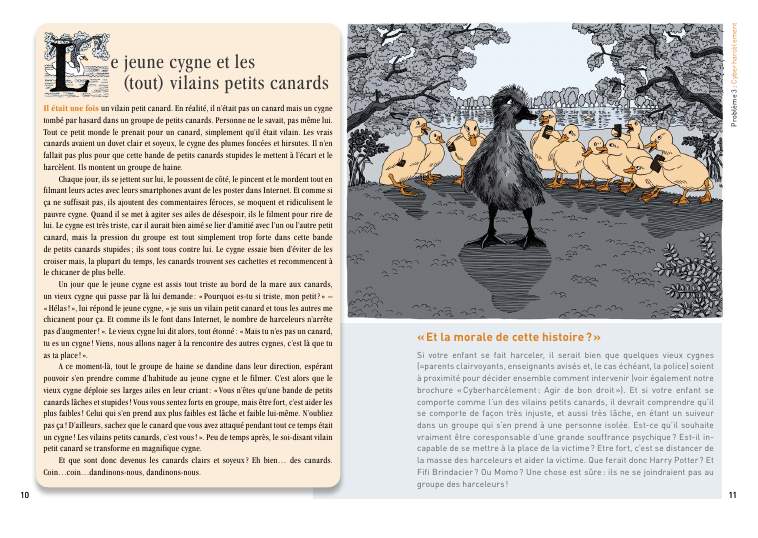 Le jeune cygne et les
(tout) vilains petits canards
Il était une fois un vilain petit canard. En réalité, il n'était pas un canard mais un cygne
tombé par hasard dans un groupe de petits canards. Personne ne le savait, pas même lui.
Tout ce petit monde le prenait pour un canard, simplement qu'il était vilain. Les vrais
canards avaient un duvet clair et soyeux, le cygne des plumes foncées et hirsutes. Il n'en
fallait pas plus pour que cette bande de petits canards stupides le mettent à l'écart et le
harcèlent. Ils montent un groupe de haine.
Chaque jour, ils se jettent sur lui, le poussent de côté, le pincent et le mordent tout en
filmant leurs actes avec leurs smartphones avant de les poster dans Internet. Et comme si
ça ne suffisait pas, ils ajoutent des commentaires féroces, se moquent et ridiculisent le
pauvre cygne. Quand il se met à agiter ses ailes de désespoir, ils le filment pour rire de
lui. Le cygne est très triste, car il aurait bien aimé se lier d'amitié avec l'un ou l'autre petit
canard, mais la pression du groupe est tout simplement trop forte dans cette bande
de petits canards stupides ; ils sont tous contre lui. Le cygne essaie bien d'éviter de les
croiser mais, la plupart du temps, les canards trouvent ses cachettes et recommencent à
le chicaner de plus belle.
Un jour que le jeune cygne est assis tout triste au bord de la mare aux canards,
un vieux cygne qui passe par là lui demande : « Pourquoi es-tu si triste, mon petit ? » –
« Hélas ! », lui répond le jeune cygne, « je suis un vilain petit canard et tous les autres me
chicanent pour ça. Et comme ils le font dans Internet, le nombre de harceleurs n'arrête
pas d'augmenter ! ». Le vieux cygne lui dit alors, tout étonné : « Mais tu n'es pas un canard,
tu es un cygne ! Viens, nous allons nager à la rencontre des autres cygnes, c'est là que tu
as ta place ! ».
A ce moment-là, tout le groupe de haine se dandine dans leur direction, espérant
pouvoir s'en prendre comme d'habitude au jeune cygne et le filmer. C'est alors que le
vieux cygne déploie ses larges ailes en leur criant : « Vous n'êtes qu'une bande de petits
canards lâches et stupides ! Vous vous sentez forts en groupe, mais être fort, c'est aider les
plus faibles ! Celui qui s'en prend aux plus faibles est lâche et faible lui-même. N'oubliez
pas ça ! D'ailleurs, sachez que le canard que vous avez attaqué pendant tout ce temps était
un cygne ! Les vilains petits canards, c'est vous ! ». Peu de temps après, le soi-disant vilain
petit canard se transforme en magnifique cygne.
Et que sont donc devenus les canards clairs et soyeux ? Eh bien… des canards.
Coin…coin…dandinons-nous, dandinons-nous.
10
Problème 3 : Cyberharcèlement
« Et la morale de cette histoire ? »
Si votre enfant se fait harceler, il serait bien que quelques vieux cygnes
(=parents clairvoyants, enseignants avisés et, le cas échéant, la police) soient
à proximité pour décider ensemble comment intervenir (voir également notre
brochure « Cyberharcèlement : Agir de bon droit »). Et si votre enfant se
comporte comme l'un des vilains petits canards, il devrait comprendre qu'il
se comporte de façon très injuste, et aussi très lâche, en étant un suiveur
dans un groupe qui s'en prend à une personne isolée. Est-ce qu'il souhaite
vraiment être coresponsable d'une grande souffrance psychique ? Est-il in-
capable de se mettre à la place de la victime ? Etre fort, c'est se distancer de
la masse des harceleurs et aider la victime. Que ferait donc Harry Potter ? Et
Fifi Brindacier ? Ou Momo ? Une chose est sûre : ils ne se joindraient pas au
groupe des harceleurs !
11